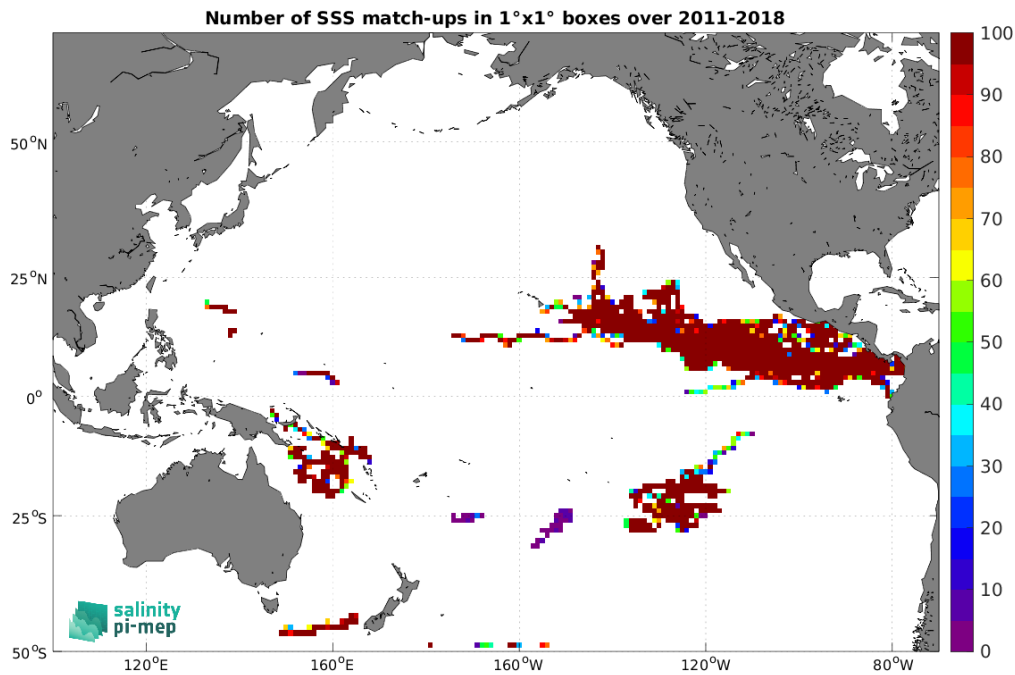 Number of SSS match-ups in 1°x1° boxes over 2011-2018
50°N
25°N
0°
25°S
50°S
120°E
160°E
160°W
120°W
80°W
100
90
80
70
60
50
40
30
20
10
0
salinity
pi-mep